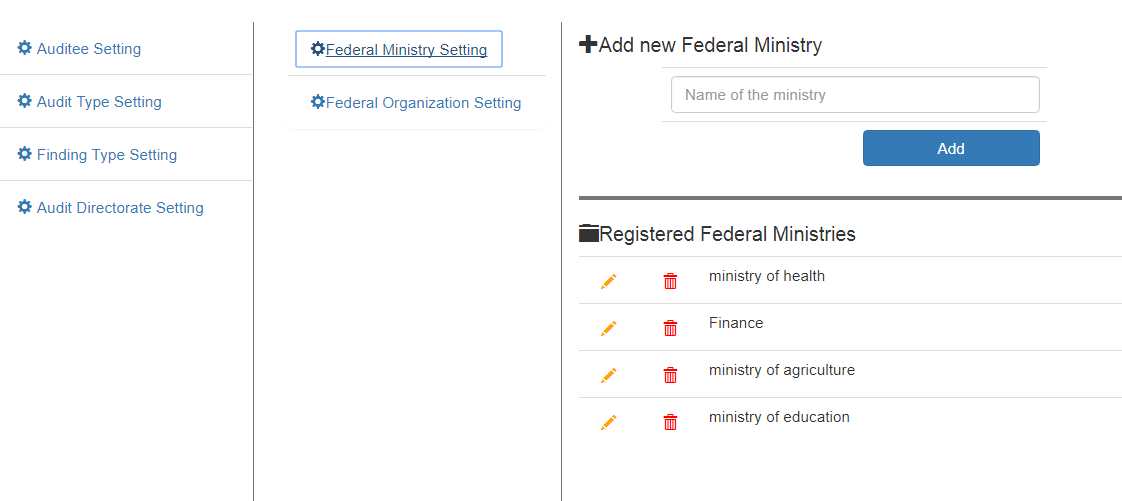 Auditee Setting
Audit Type Setting
Finding Type Setting
Audit Directorate Setting
Federal Ministry Setting
Federal Organization Setting
Add new Federal Ministry
Name of the ministry
Add
Registered Federal Ministries
ministry of health
Finance
ministry of agriculture
ministry of education